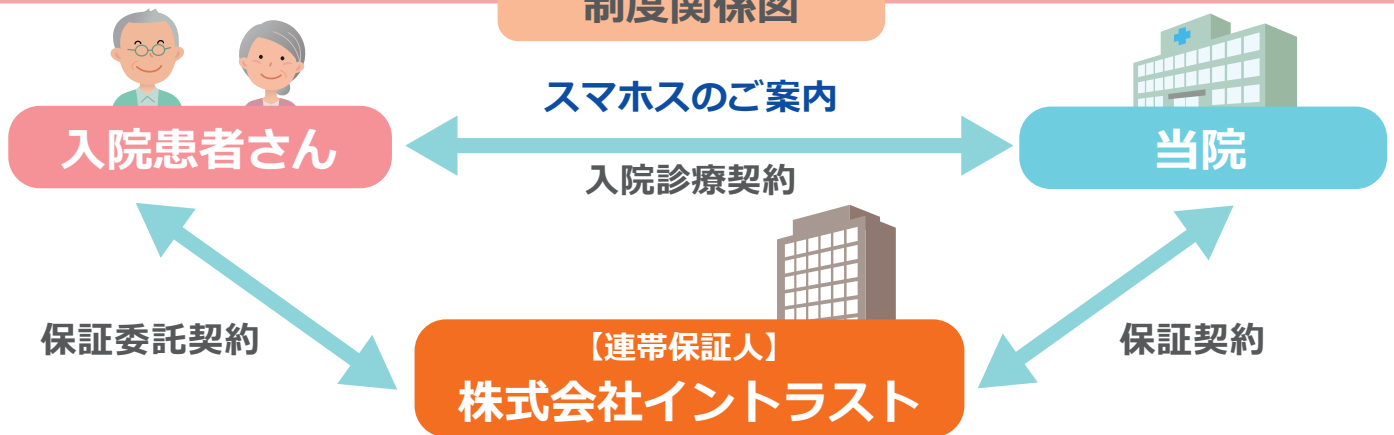 制度関係図
スマホスのご案内
入院患者さん
当院
入院診療契約
保証委託契約
保証契約
【連帯保証人】
株式会社イントラスト